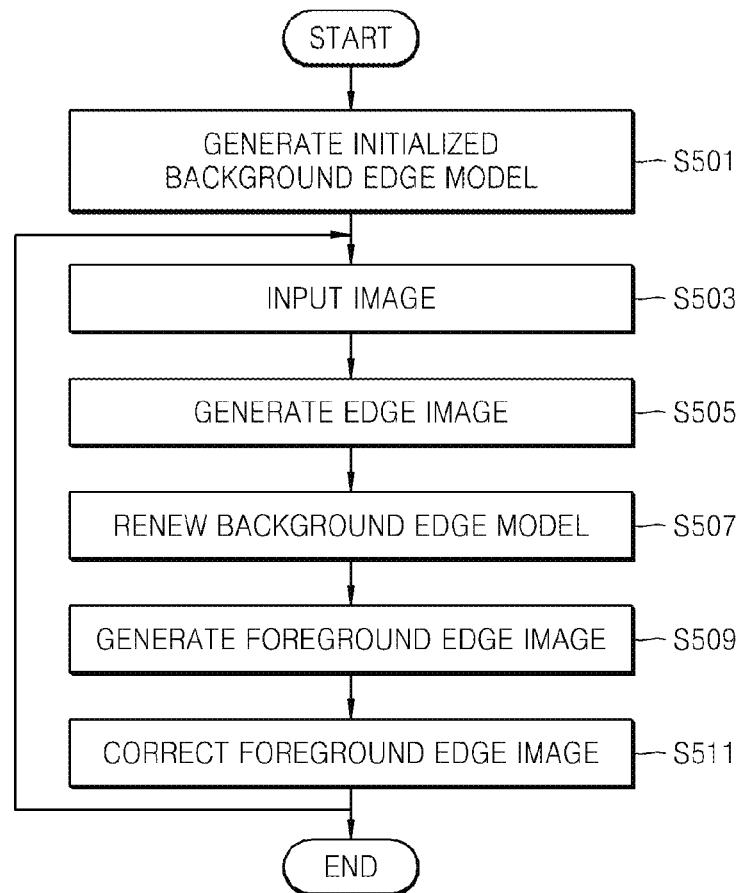 START
GENERATE INITIALIZED
BACKGROUND EDGE MODEL
S501
INPUT IMAGE
S503
GENERATE EDGE IMAGE
S505
RENEW BACKGROUND EDGE MODEL
S507
GENERATE FOREGROUND EDGE IMAGE
S509
CORRECT FOREGROUND EDGE IMAGE
S511
END